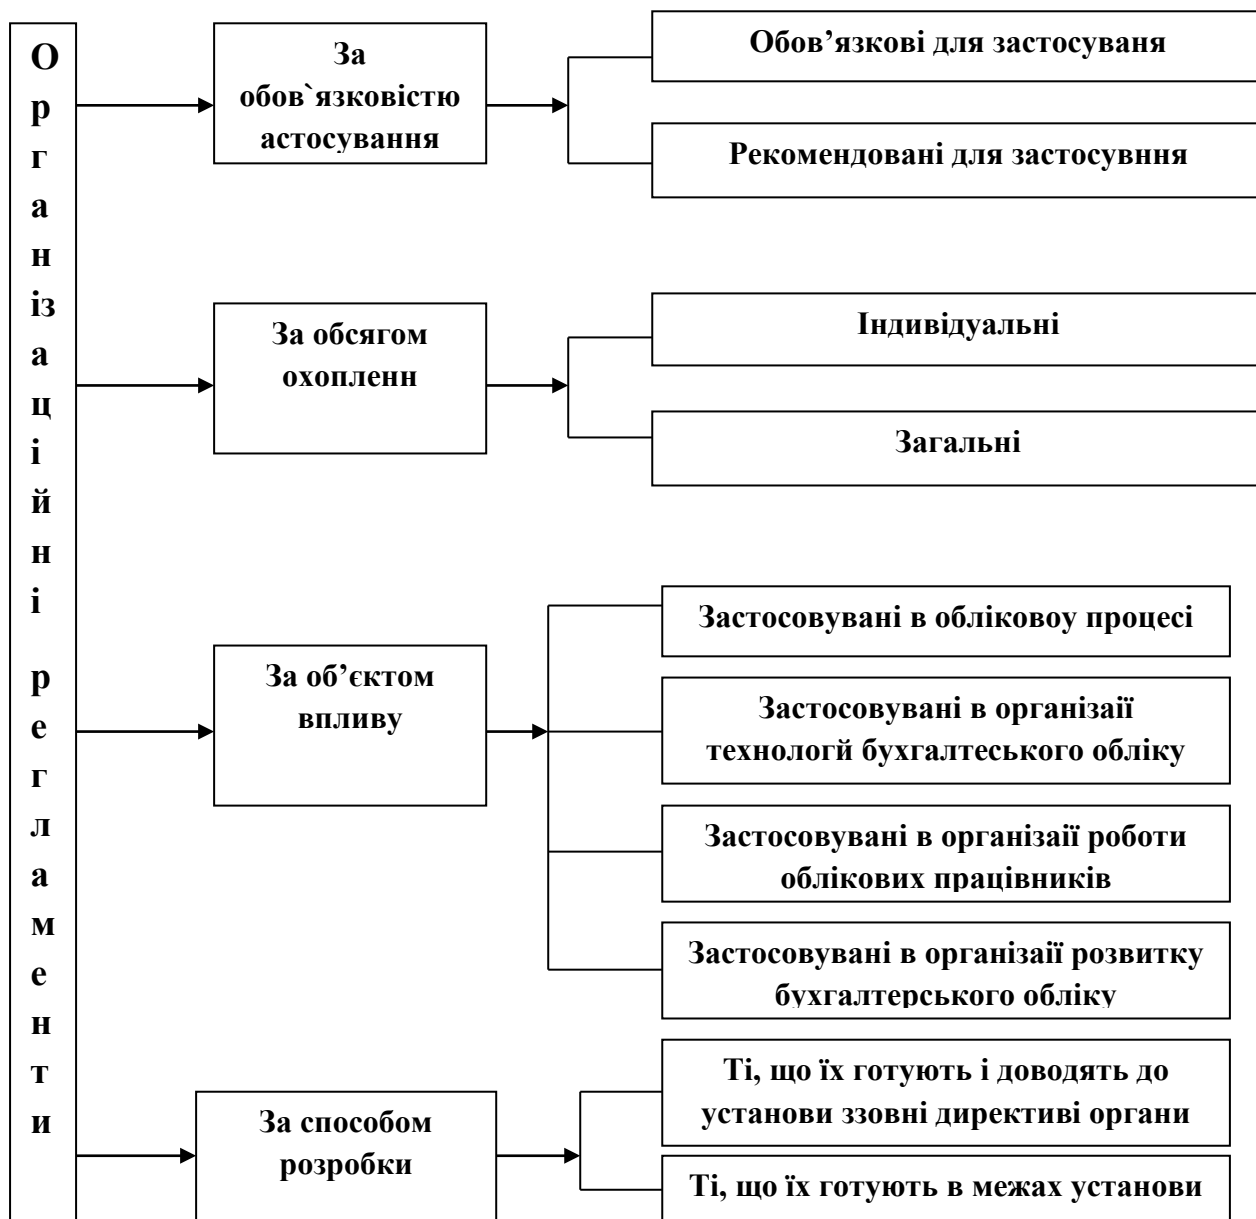 Організаційні регламенти
За
обов`язковістю
астосування
Обов’язкові для застосуваня
Рекомендовані для застосувння
За обсягом
охопленн
Індивідуальні
Загальні
За об’єктом
впливу
Застосовувані в обліковоу процесі
Застосовувані в організаії
технологй бухгалтеського обліку
Застосовувані в організаії роботи
облікових працівників
Застосовувані в організаії розвитку
бухгалтерського обліку
За способом
розробки
Ті, що їх готують і доводять до
установи ззовні директиві органи
Ті, що їх готують в межах установи